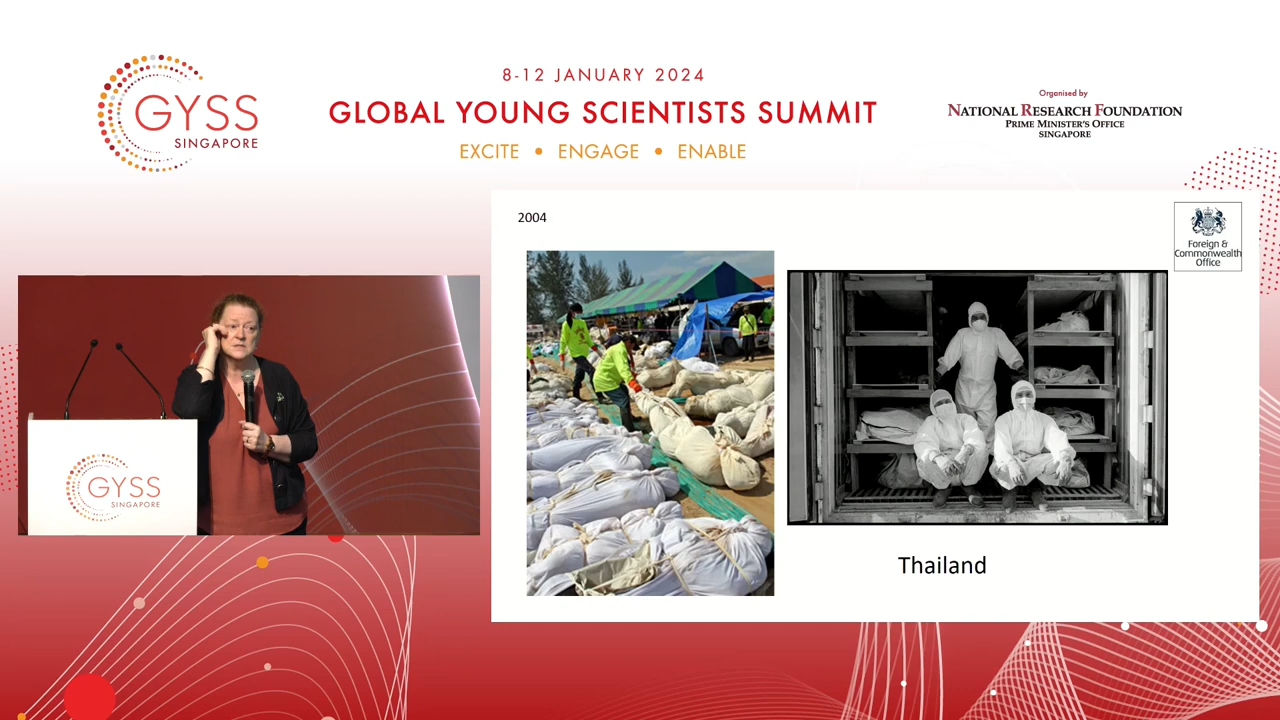 8-12 JANUARY 2024
GYSS
SINGAPORE
GLOBAL YOUNG SCIENTISTS SUMMIT
EXCITE • ENGAGE • ENABLE
Organised by
NATIONAL RESEARCH FOUNDATION
PRIME MINISTER'S OFFICE
SINGAPORE
2004
Foreign &
Commonwealth
Office
GYSS
SINGAPORE
Thailand